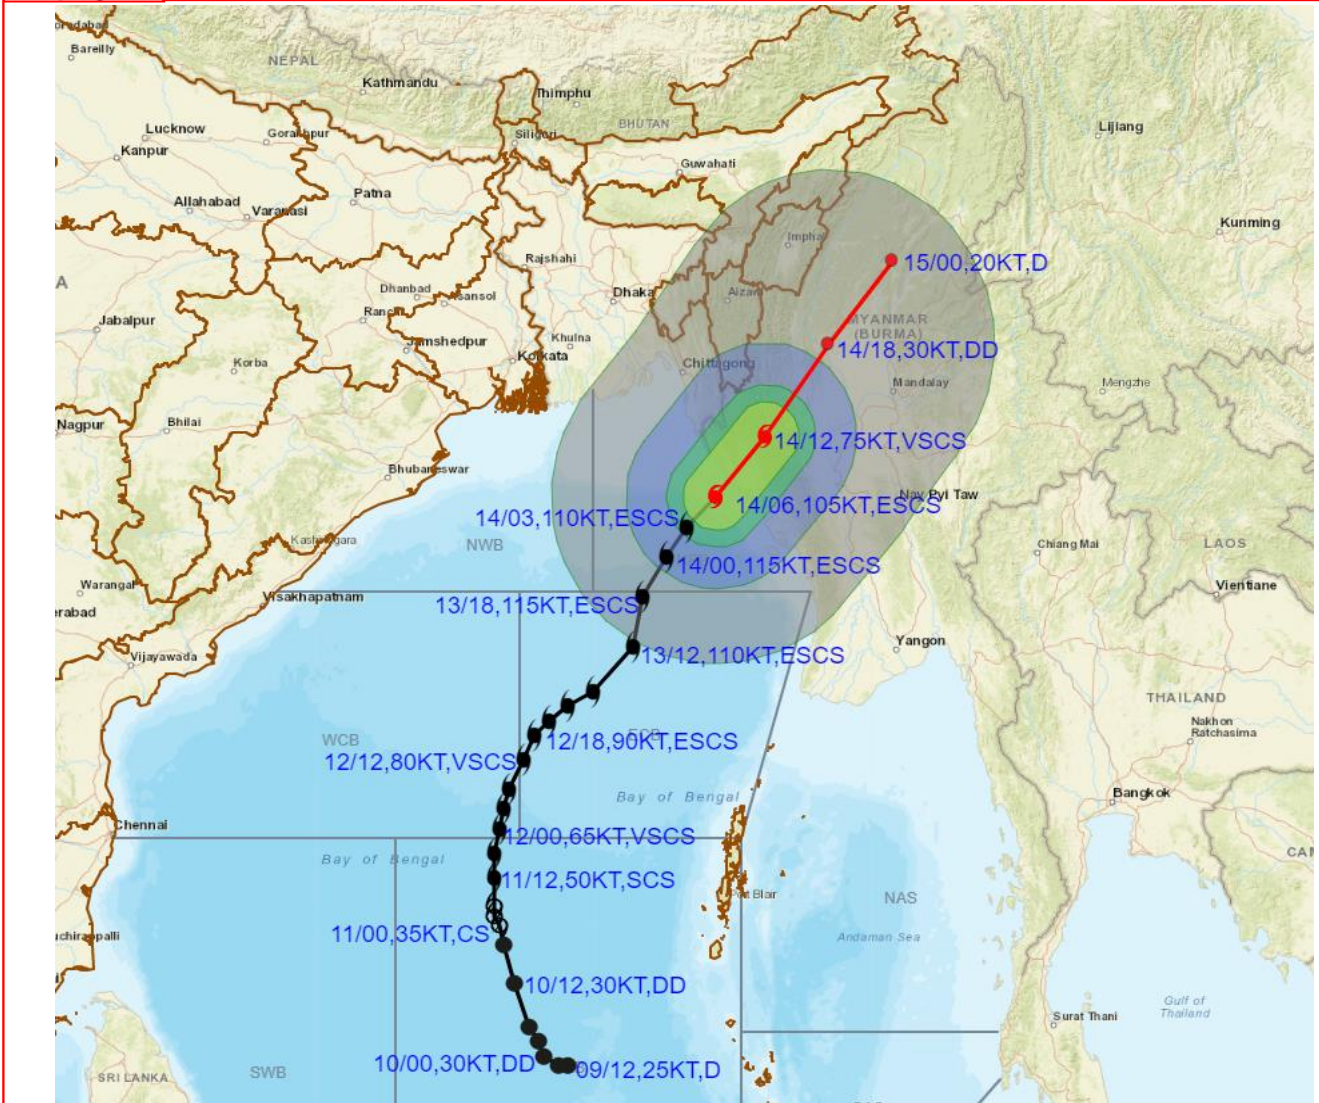 Bareilly
NEPAL
Kathmandu
Thimphu
BHUTAN
Lijiang
Lucknow
Kanpur
Siliguri
Guwahati
Patna
Allahabad
Varanasi
Kunming
Rajshahi
15/00,20KT,D
A
Dhanbad
Dhaka
Jabalpur
MYANMAR
(BURMA)
14/18,30KT,DD
Jamshedpur
Khulna
Kolkata
Korba
Chittagong
Mandalay
Mengzhe
Nagpur
Bhilai
14/12,75KT,VSCS
Bhubaneswar
Nay Pyi Taw
14/06,105KT,ESCS
14/03,110KT,ESCS
NWB
Chiang Mai
LAOS
14/00,115KT,ESCS
Warangal
Vientiane
Visakhapatnam
13/18,115KT,ESCS
erabad
Yangon
Vijayawada
13/12,110KT,ESCS
THAILAND
Nakhon
Ratchasima
WCB
ECB
12/18,90KT,ESCS
12/12,80KT,VSCS
Bay of Bengal
Bangkok
Chennai
12/00,65KT,VSCS
Bay of Bengal
CAM
11/12,50KT,SCS
Port Blair
NAS
Andaman Sea
11/00,35KT,CS
uchirappalli
10/12,30KT,DD
Gulf of
Thailand
Surat Thani
10/00,30KT,DD
09/12,25KT,D
SRI LANKA
SWB